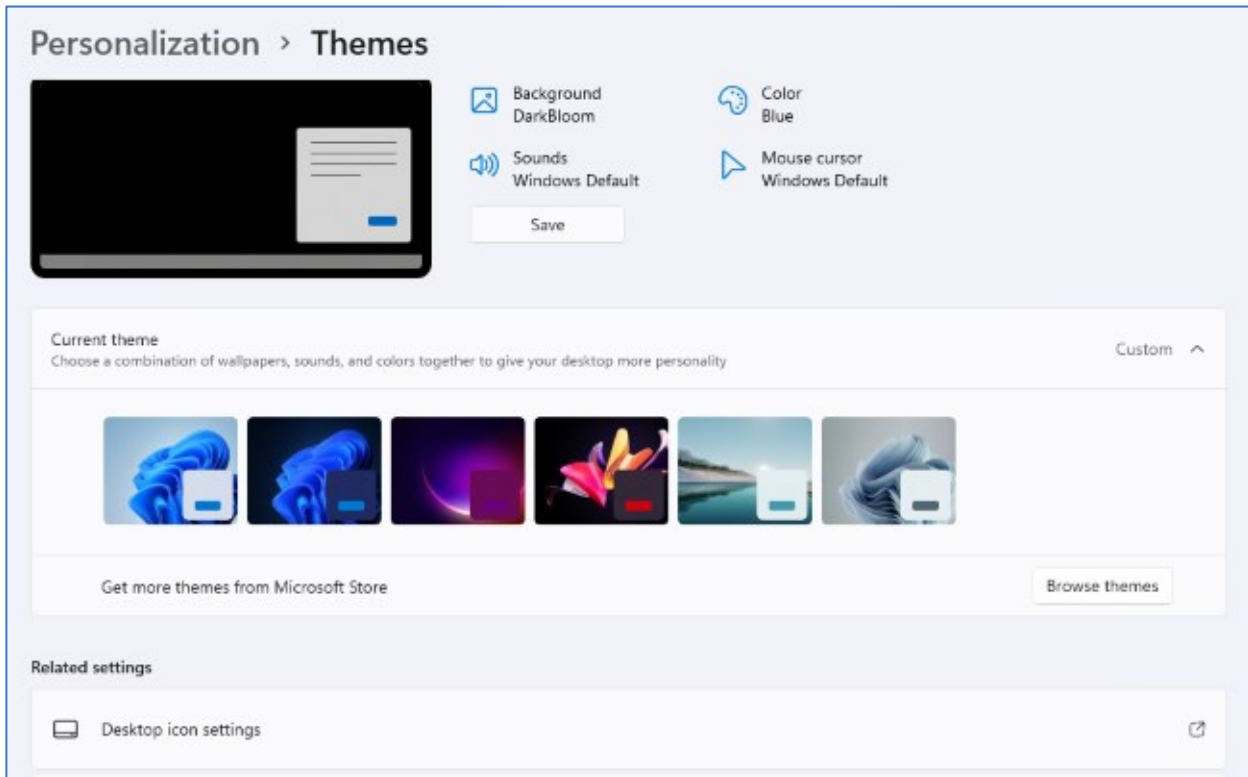 Personalization > Themes
Background
DarkBloom
Color
Blue
Sounds
Windows Default
Mouse cursor
Windows Default
Save
Current theme
Choose a combination of wallpapers, sounds, and colors together to give your desktop more personality
Custom
Get more themes from Microsoft Store
Browse themes
Related settings
Desktop icon settings